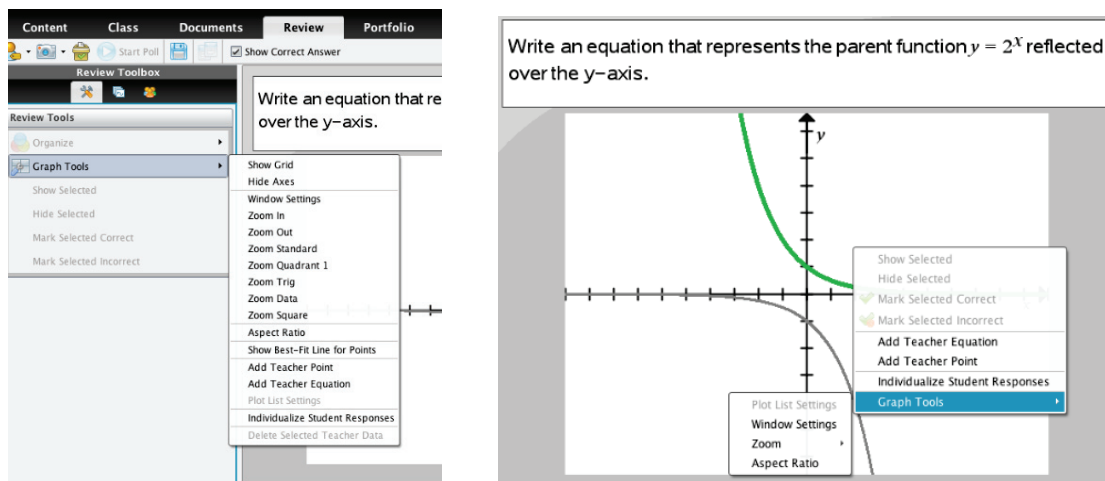 Content Class Documents Review Portfolio
Start Poll Show Correct Answer
Review Toolbox
Review Tools
Organize
Graph Tools
Show Selected
Hide Selected
Mark Selected Correct
Mark Selected Incorrect
Write an equation that re
over the y-axis.
Show Grid
Hide Axes
Window Settings
Zoom In
Zoom Out
Zoom Standard
Zoom Quadrant 1
Zoom Trig
Zoom Data
Zoom Square
Aspect Ratio
Show Best-Fit Line for Points
Add Teacher Point
Add Teacher Equation
Plot List Settings
Individualize Student Responses
Delete Selected Teacher Data
Write an equation that represents the parent function y = 2^x reflected
over the y-axis.
y
Show Selected
Hide Selected
Mark Selected Correct
Mark Selected Incorrect
Add Teacher Equation
Add Teacher Point
Individualize Student Responses
Graph Tools
Plot List Settings
Window Settings
Zoom
Aspect Ratio